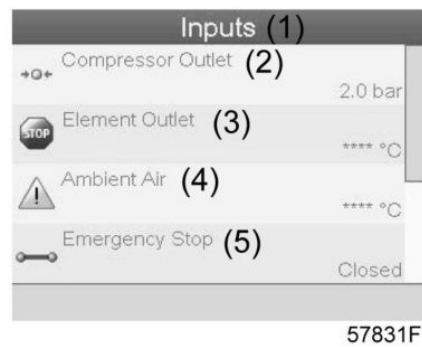 Inputs (1)
Compressor Outlet (2)
2.0 bar
STOP Element Outlet (3)
**** °C
Ambient Air (4)
**** °C
Emergency Stop (5)
Closed
57831F